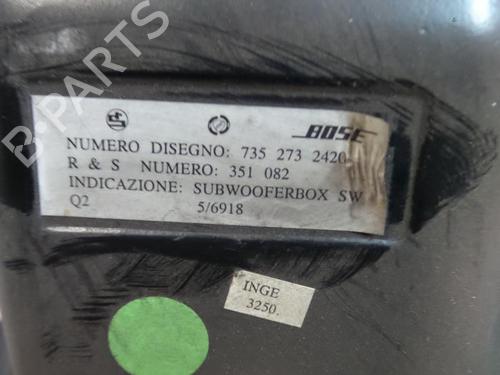 B-PARTS
BOSE
NUMERO DISEGNO: 735 273 2420
R & S NUMERO: 351 082
INDICAZIONE: SUBWOOFERBOX SW
Q2 5/6918
INGE
3250.